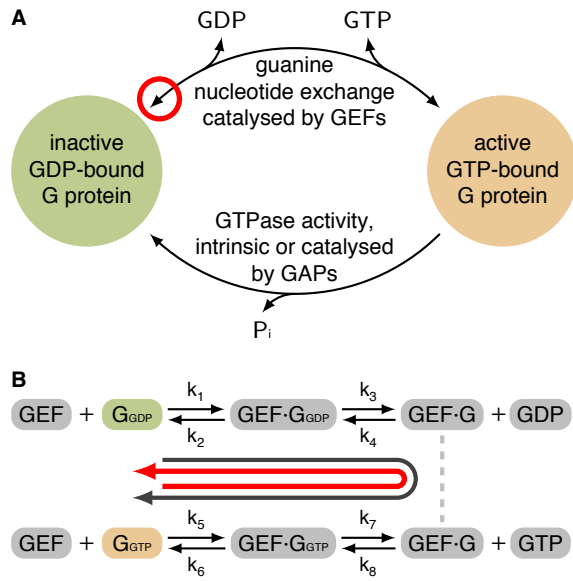 A
GDP
GTP
guanine
nucleotide exchange
catalysed by GEFs
inactive
GDP-bound
G protein
active
GTP-bound
G protein
GTPase activity,
intrinsic or catalysed
by GAPs
Pi
B
k1
k3
GEF + GGDP GEF·GGDP GEF·G + GDP
k2
k4
k5
k7
GEF + GGTP GEF·GGTP GEF·G + GTP
k6
k8